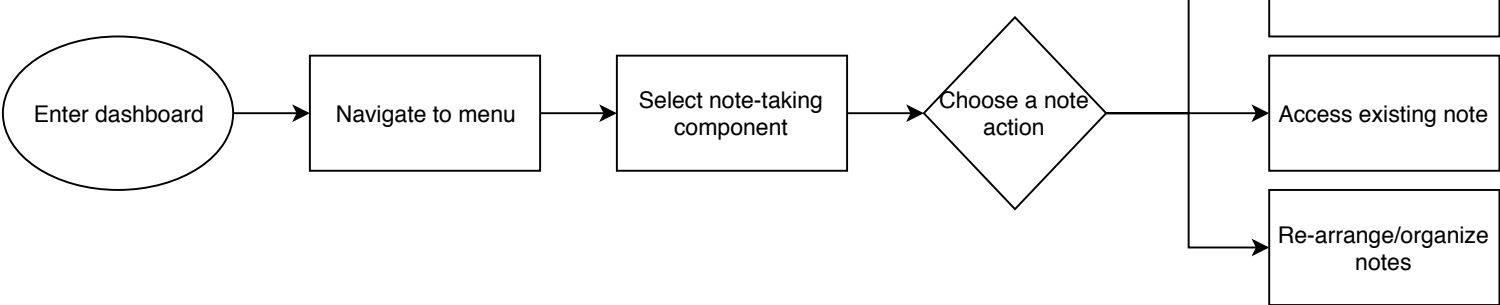 Enter dashboard
Navigate to menu
Select note-taking
component
Choose a note
action
Access existing note
Re-arrange/organize
notes